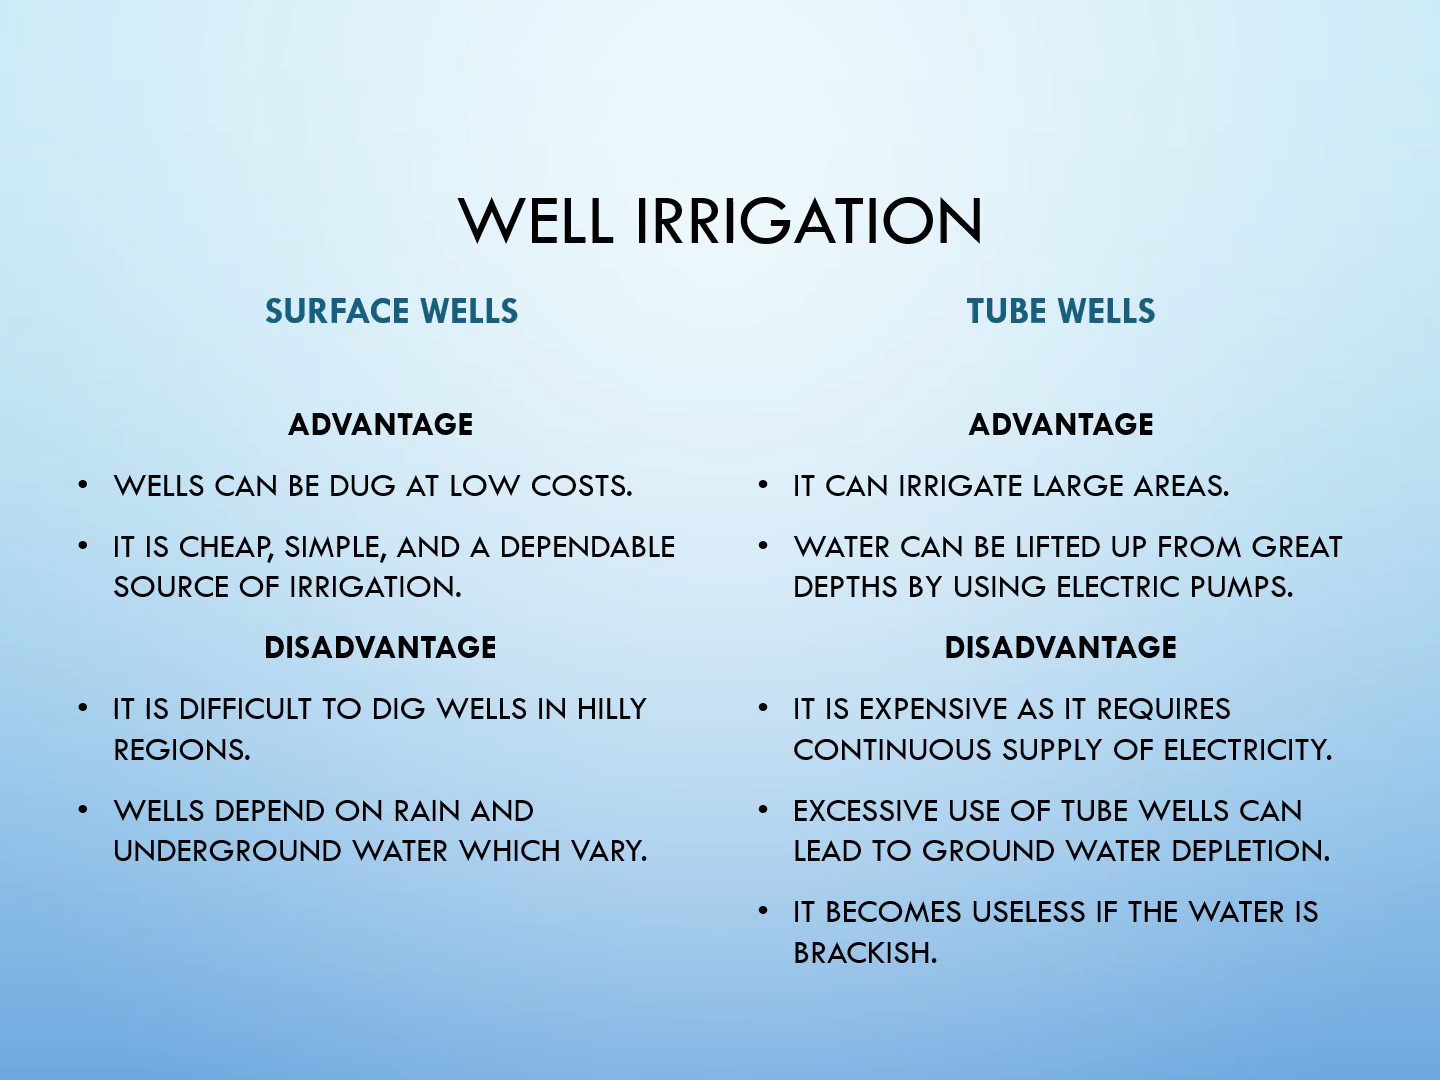 WELL IRRIGATION
SURFACE WELLS
ADVANTAGE
• WELLS CAN BE DUG AT LOW COSTS.
• IT IS CHEAP, SIMPLE, AND A DEPENDABLE
SOURCE OF IRRIGATION.
DISADVANTAGE
• IT IS DIFFICULT TO DIG WELLS IN HILLY
REGIONS.
• WELLS DEPEND ON RAIN AND
UNDERGROUND WATER WHICH VARY.
TUBE WELLS
ADVANTAGE
• IT CAN IRRIGATE LARGE AREAS.
• WATER CAN BE LIFTED UP FROM GREAT
DEPTHS BY USING ELECTRIC PUMPS.
DISADVANTAGE
• IT IS EXPENSIVE AS IT REQUIRES
CONTINUOUS SUPPLY OF ELECTRICITY.
• EXCESSIVE USE OF TUBE WELLS CAN
LEAD TO GROUND WATER DEPLETION.
• IT BECOMES USELESS IF THE WATER IS
BRACKISH.